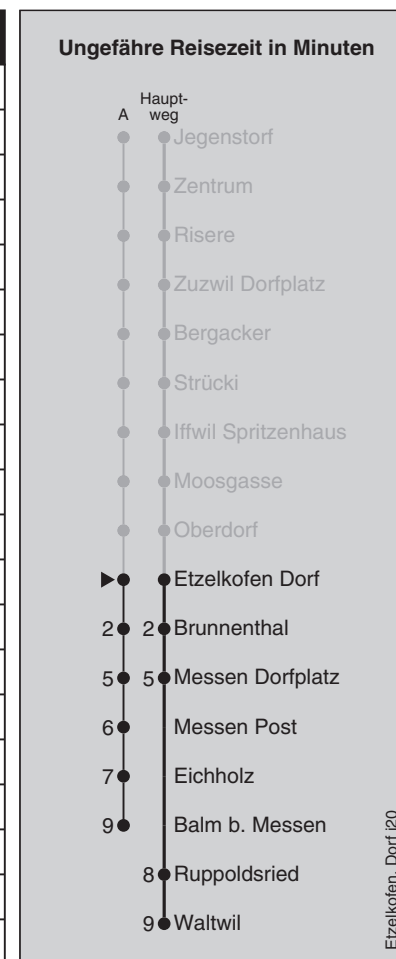 Ungefähre Reisezeit in Minuten
Haupt-
A weg
Jegenstorf
Zentrum
Risere
Zuzwil Dorfplatz
Bergacker
Strücki
Iffwil Spritzenhaus
Moosgasse
Oberdorf
Etzelkofen Dorf
2 2 Brunnenthal
5 5 Messen Dorfplatz
6 Messen Post
7 Eichholz
9 Balm b. Messen
8 Ruppoldsried
9 Waltwil
Etzelkofen, Dorf i20